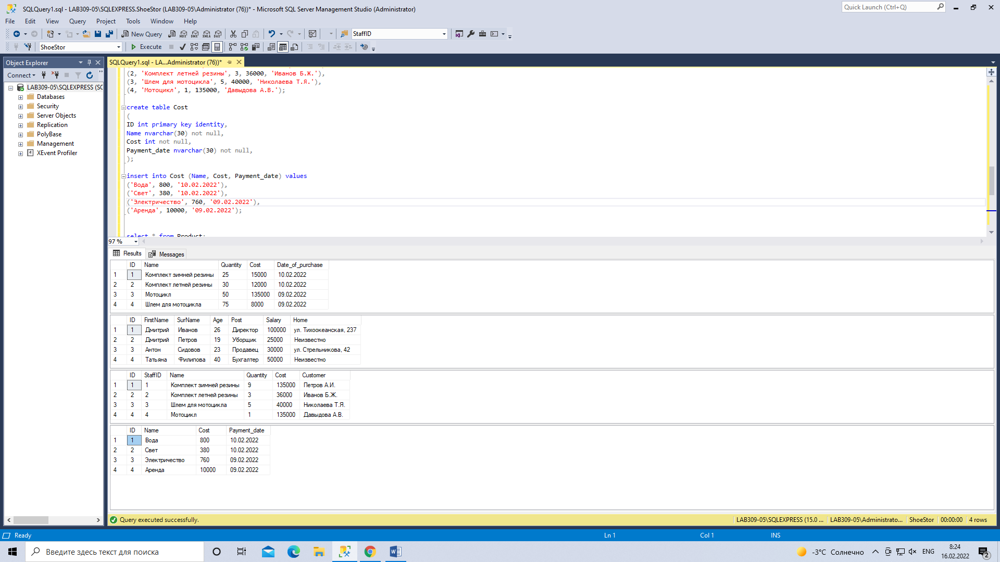 SQLQuery1.sql - LAB309-05\SQLEXPRESS.ShoeStor (LAB309-05\Administrator (76))* - Microsoft SQL Server Management Studio (Administrator)
Quick Launch (Ctrl+Q)
File Edit View Query Project Tools Window Help
New Query MDX DMX XMLA DAX StaffID
ShoeStor Execute
Object Explorer
SQLQuery1.sql - LA...Administrator (76))*
Connect
LAB309-05\SQLEXPRESS (SC
Databases
Security
Server Objects
Replication
PolyBase
Management
XEvent Profiler
(2, 'Комплект летней резины', 3, 36000, 'Иванов Б.Ж.'),
(3, 'Шлем для мотоцикла', 5, 40000, 'Николаева Т.Я.'),
(4, 'Мотоцикл', 1, 135000, 'Давыдова А.В.');
create table Cost
(
ID int primary key identity,
Name nvarchar(30) not null,
Cost int not null,
Payment_date nvarchar(30) not null,
);
insert into Cost (Name, Cost, Payment_date) values
('Вода', 800, '10.02.2022'),
('Свет', 380, '10.02.2022'),
('Электричество', 760, '09.02.2022'),
('Аренда', 10000, '09.02.2022');
select * from Product;
97 %
Results Messages
ID Name Quantity Cost Date_of_purchase
1 1 Комплект зимней резины 25 15000 10.02.2022
2 2 Комплект летней резины 30 12000 10.02.2022
3 3 Мотоцикл 50 135000 09.02.2022
4 4 Шлем для мотоцикла 75 8000 09.02.2022
ID FirstName SurName Age Post Salary Home
1 1 Дмитрий Иванов 26 Директор 100000 ул. Тихоокеанская, 237
2 2 Дмитрий Петров 19 Уборщик 25000 Неизвестно
3 3 Антон Сидовов 23 Продавец 30000 ул. Стрельникова, 42
4 4 Татьяна Филипова 40 Бухгалтер 50000 Неизвестно
ID StaffID Name Quantity Cost Customer
1 1 1 Комплект зимней резины 9 135000 Петров А.И.
2 2 2 Комплект летней резины 3 36000 Иванов Б.Ж.
3 3 3 Шлем для мотоцикла 5 40000 Николаева Т.Я.
4 4 4 Мотоцикл 1 135000 Давыдова А.В.
ID Name Cost Payment_date
1 1 Вода 800 10.02.2022
2 2 Свет 380 10.02.2022
3 3 Электричество 760 09.02.2022
4 4 Аренда 10000 09.02.2022
Query executed successfully. LAB309-05\SQLEXPRESS (15.0 ... LAB309-05\Administrato... ShoeStor 00:00:00 4 rows
Ready Ln 1 Col 1 INS
Введите здесь текст для поиска
-3°C Солнечно ENG 8:24
16.02.2022 2